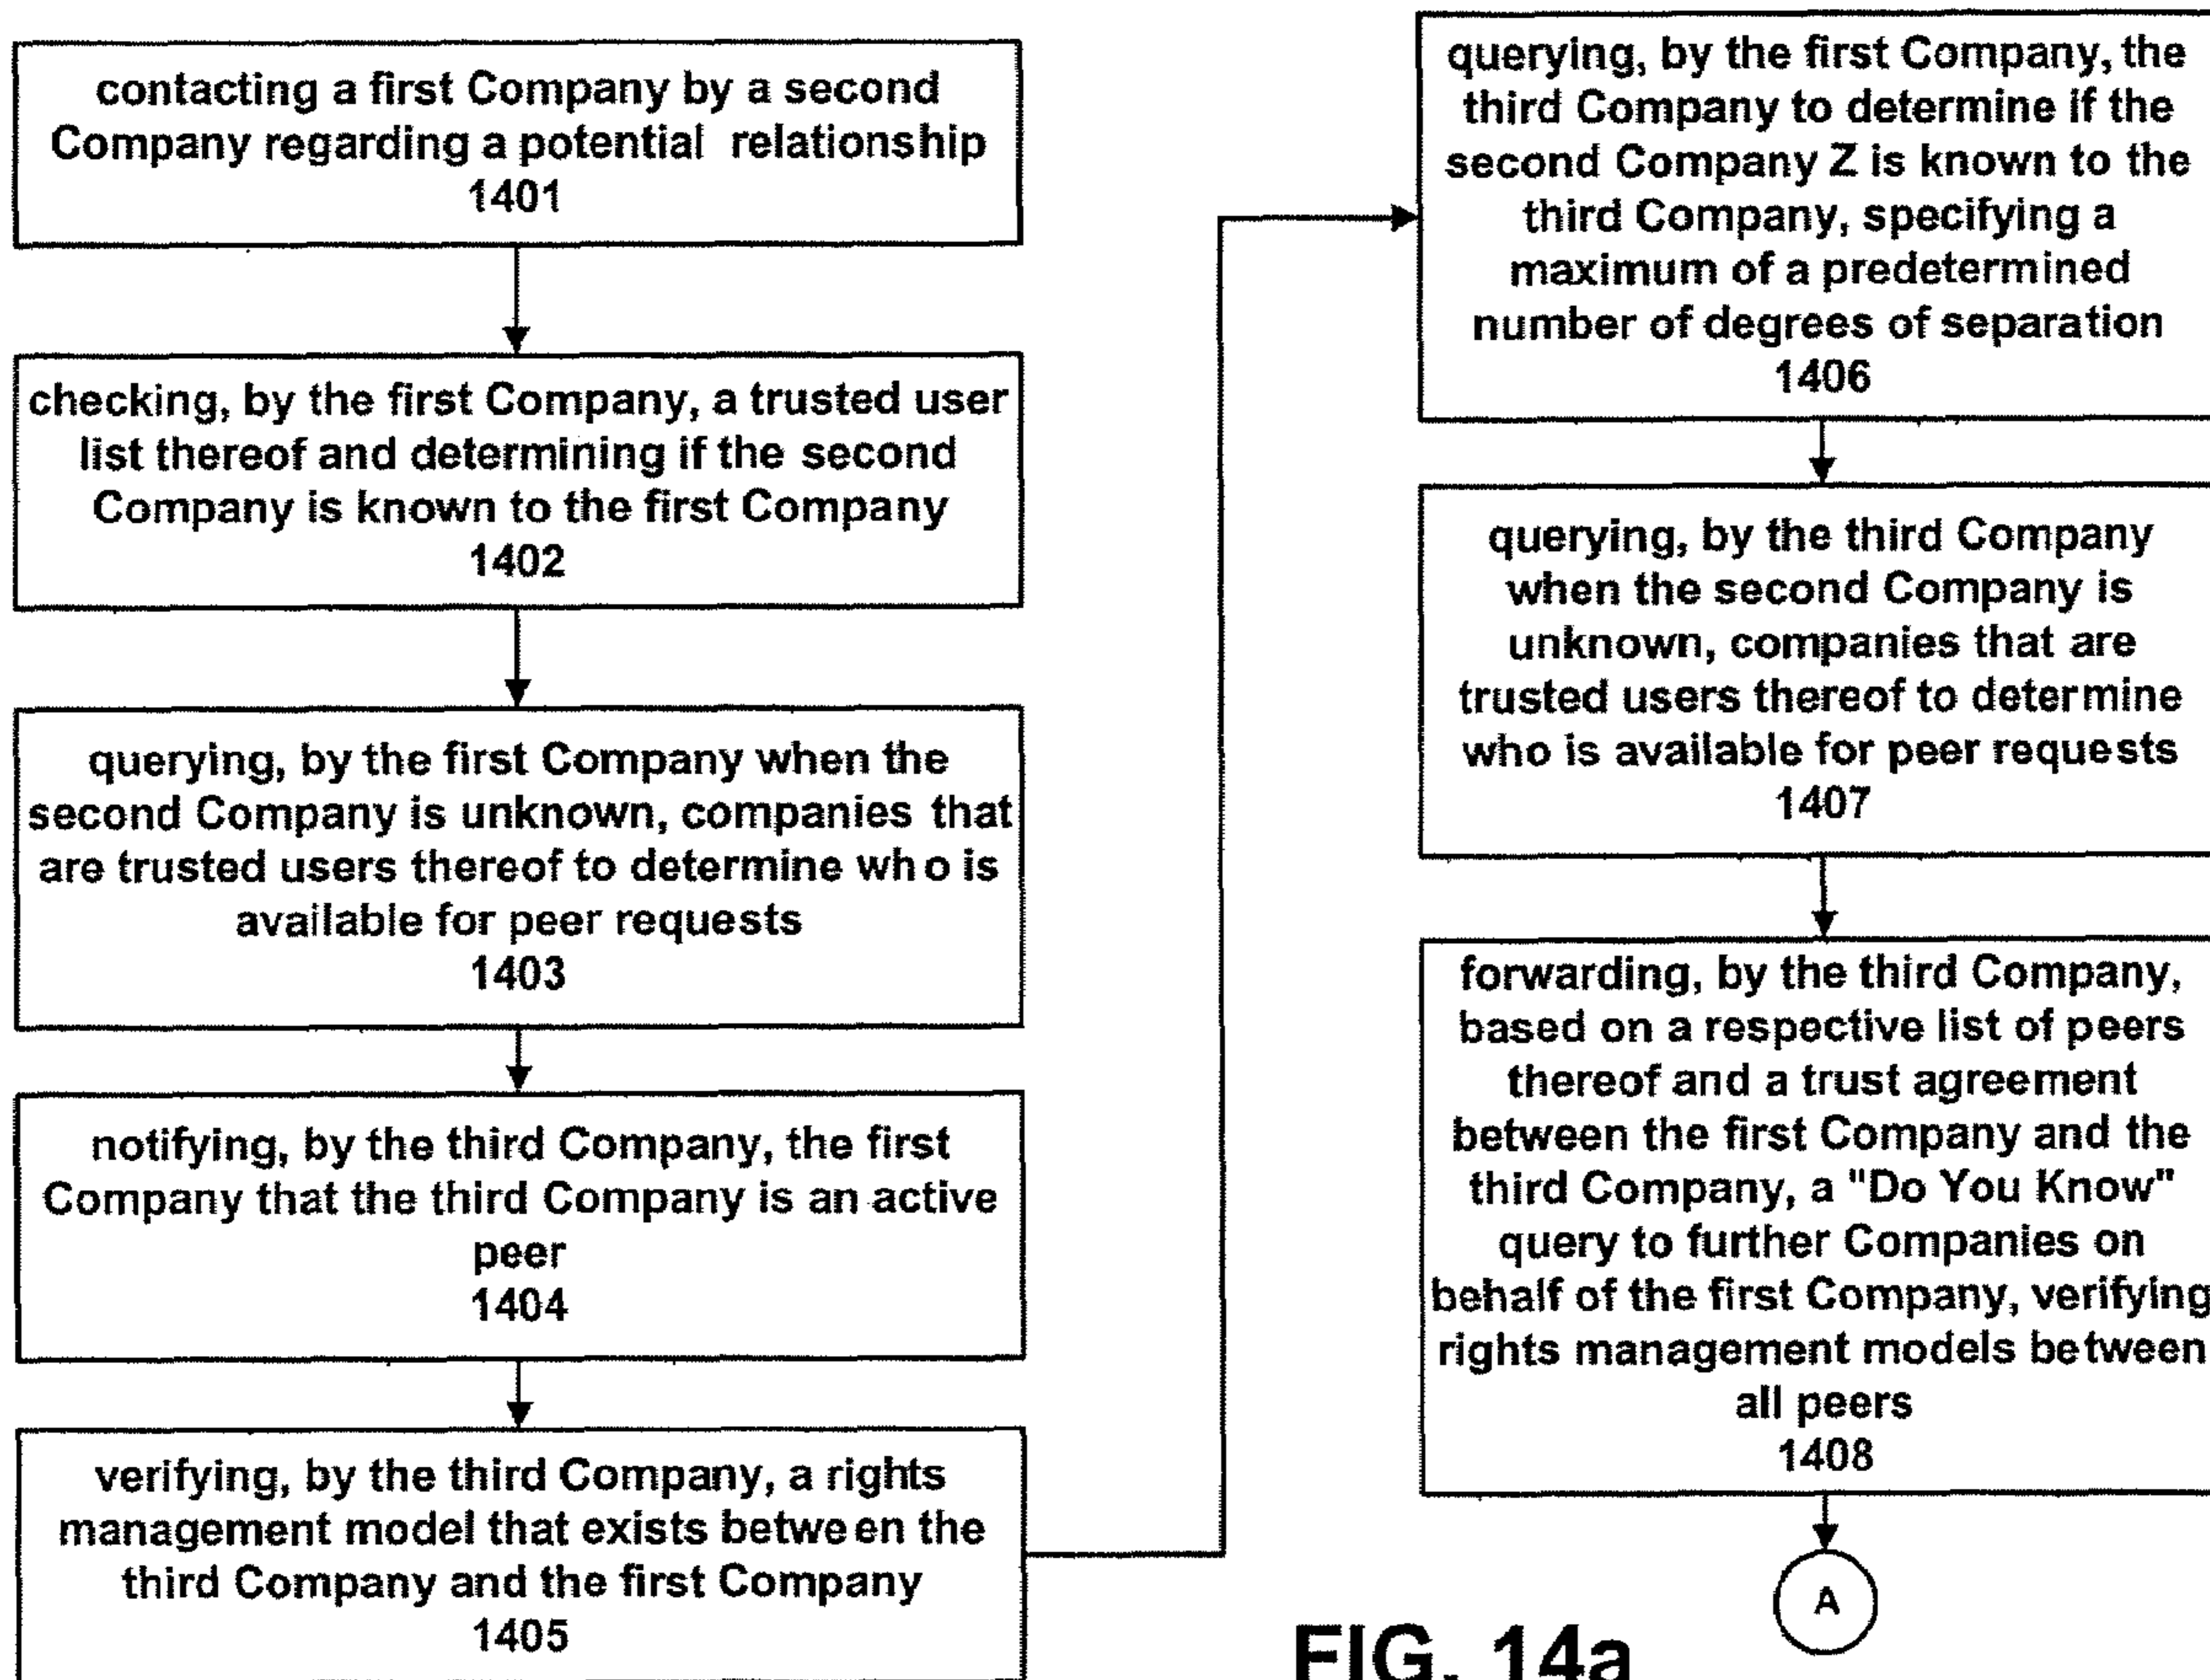 contacting a first Company by a second
Company regarding a potential relationship
1401
checking, by the first Company, a trusted user
list thereof and determining if the second
Company is known to the first Company
1402
querying, by the first Company when the
second Company is unknown, companies that
are trusted users thereof to determine who is
available for peer requests
1403
notifying, by the third Company, the first
Company that the third Company is an active
peer
1404
verifying, by the third Company, a rights
management model that exists between the
third Company and the first Company
1405
querying, by the first Company, the
third Company to determine if the
second Company Z is known to the
third Company, specifying a
maximum of a predetermined
number of degrees of separation
1406
querying, by the third Company
when the second Company is
unknown, companies that are
trusted users thereof to determine
who is available for peer requests
1407
forwarding, by the third Company,
based on a respective list of peers
thereof and a trust agreement
between the first Company and the
third Company, a "Do You Know"
query to further Companies on
behalf of the first Company, verifying
rights management models between
all peers
1408
A
FIG. 14a